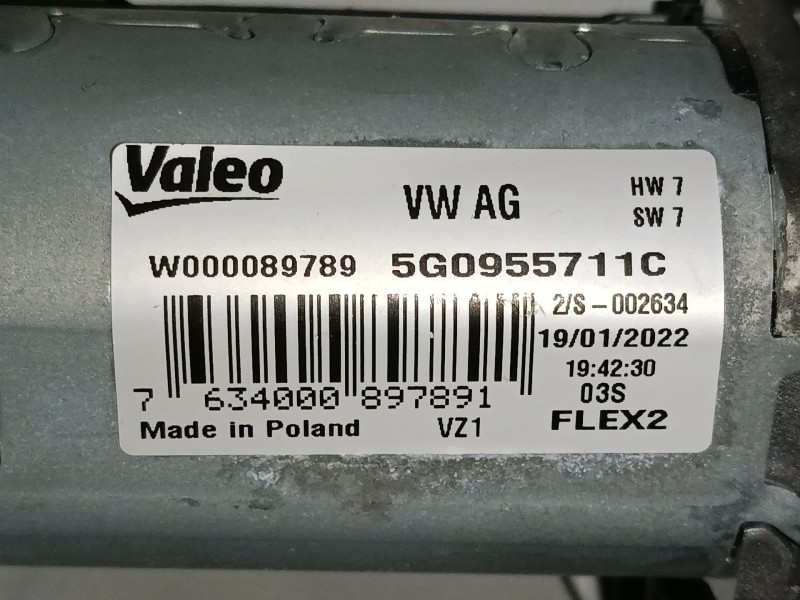 Valeo
VW AG
HW 7
SW 7
W000089789 5G0955711C
2/S-002634
19/01/2022
19:42:30
7 634000 897891
03S
Made in Poland VZ1 FLEX2